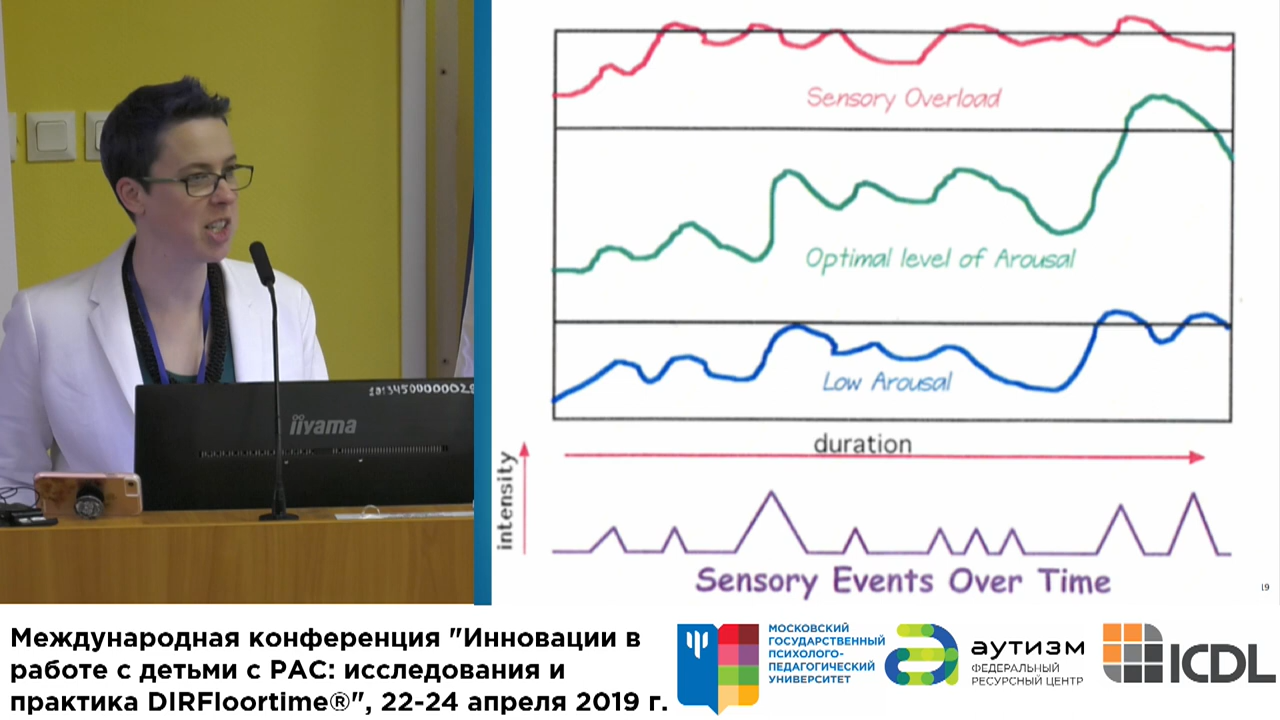 Sensory Overload
Optimal level of Arousal
Low Arousal
duration
intensity
Sensory Events Over Time
19
iiyama
Международная конференция "Инновации в
работе с детьми с РАС: исследования и
практика DIRFloortime®", 22-24 апреля 2019 г.
МОСКОВСКИЙ
ГОСУДАРСТВЕННЫЙ
ПСИХОЛОГО-
ПЕДАГОГИЧЕСКИЙ
УНИВЕРСИТЕТ
аутизм
ФЕДЕРАЛЬНЫЙ
РЕСУРСНЫЙ ЦЕНТР
ICDL